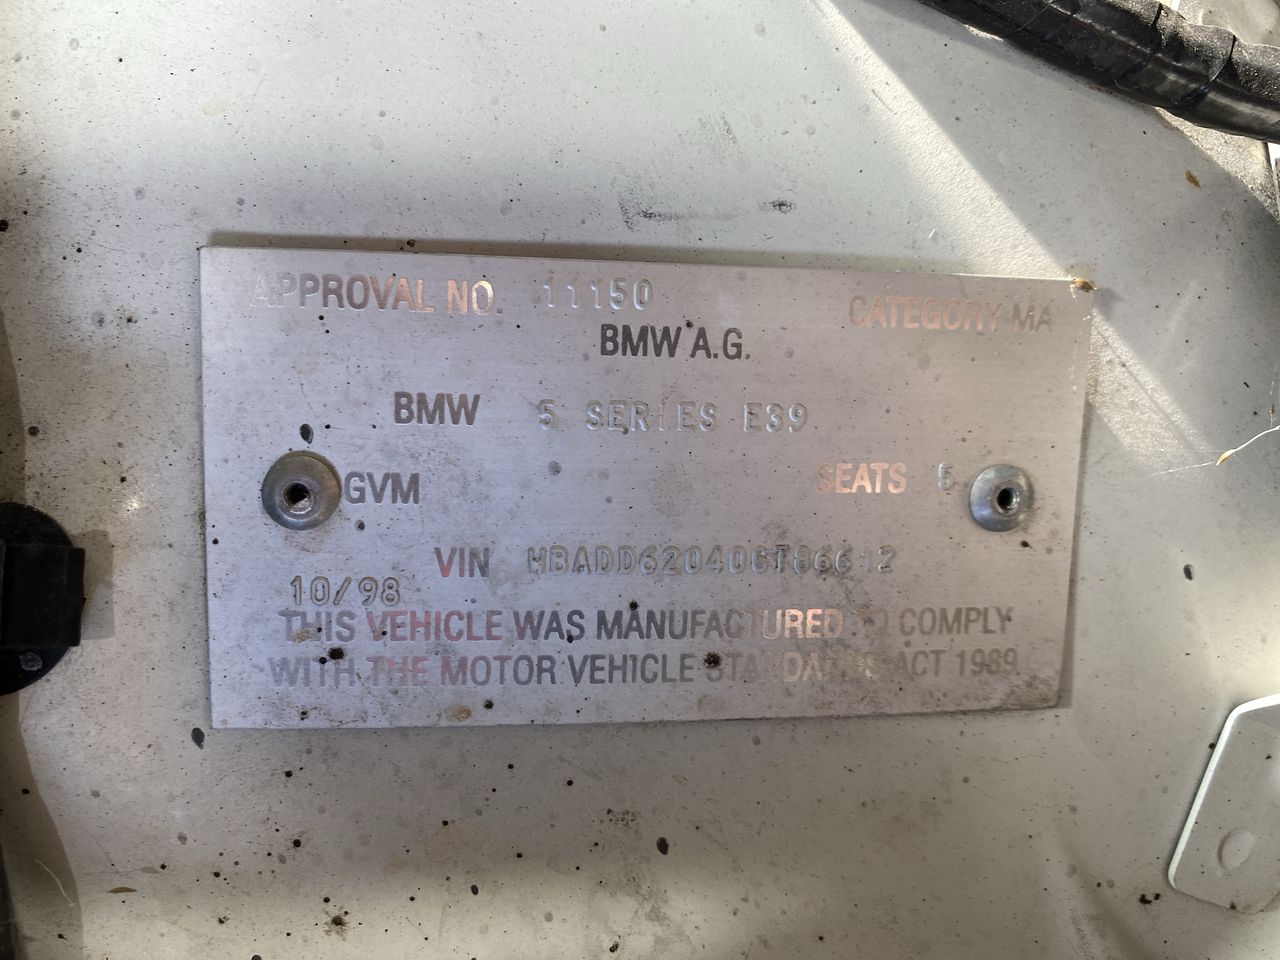 APPROVAL NO. 11150 CATEGORY-MA
BMW A.G.
BMW 5 SERIES E39
GVM SEATS 5
VIN WBADD62040GT86612
10/98
THIS VEHICLE WAS MANUFACTURED TO COMPLY
WITH THE MOTOR VEHICLE STANDARDS ACT 1989.